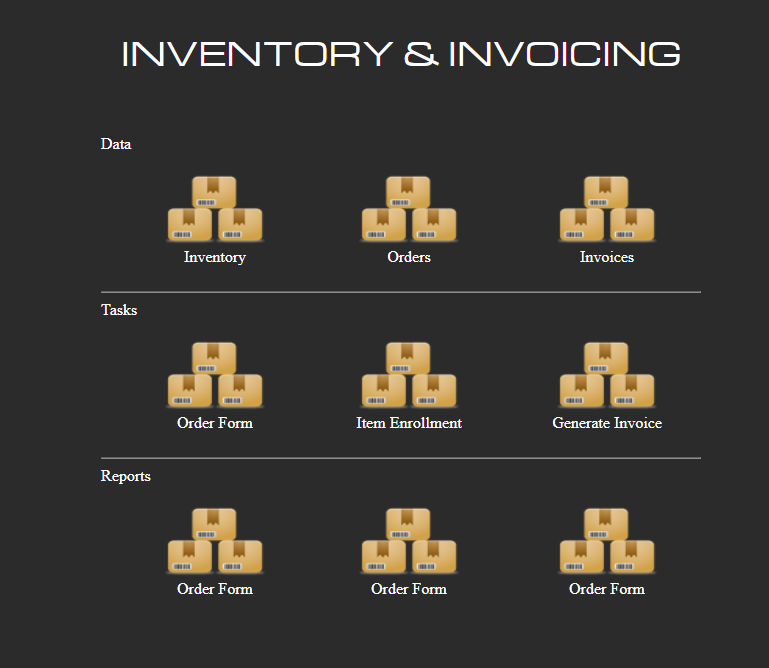 INVENTORY & INVOICING
Data
Inventory
Orders
Invoices
Tasks
Order Form
Item Enrollment
Generate Invoice
Reports
Order Form
Order Form
Order Form